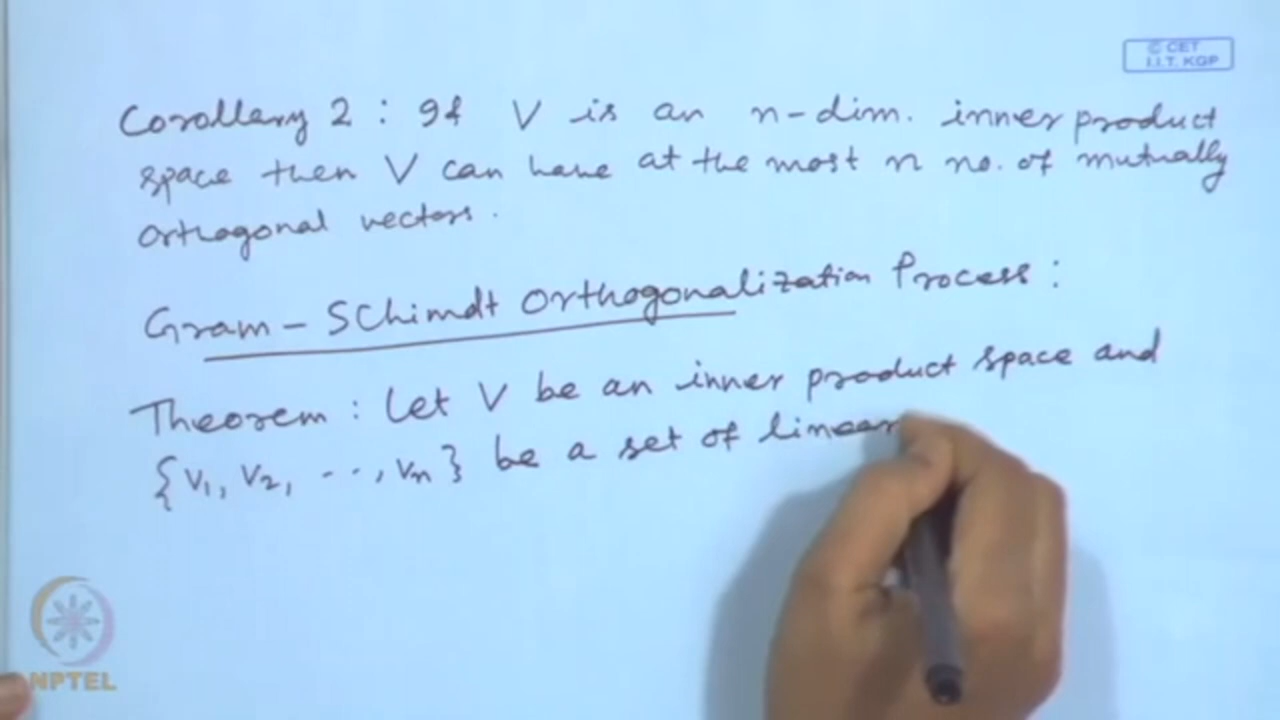 © CET
I.I.T. KGP
Corollary 2 : If V is an n-dim. inner product
space then V can have at the most n no. of mutually
orthogonal vectors.
Gram - SChimdt Orthogonalization Process :
Theorem : Let V be an inner product space and
{v1, v2, ..., vn} be a set of linear
NPTEL